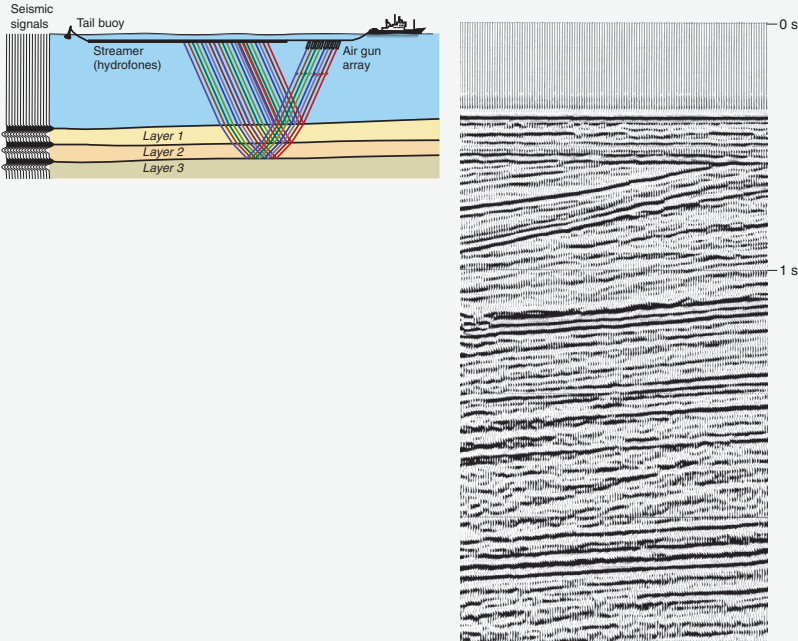 Seismic
signals
Tail buoy
Streamer
(hydrofones)
Air gun
array
Layer 1
Layer 2
Layer 3
0 s
1 s